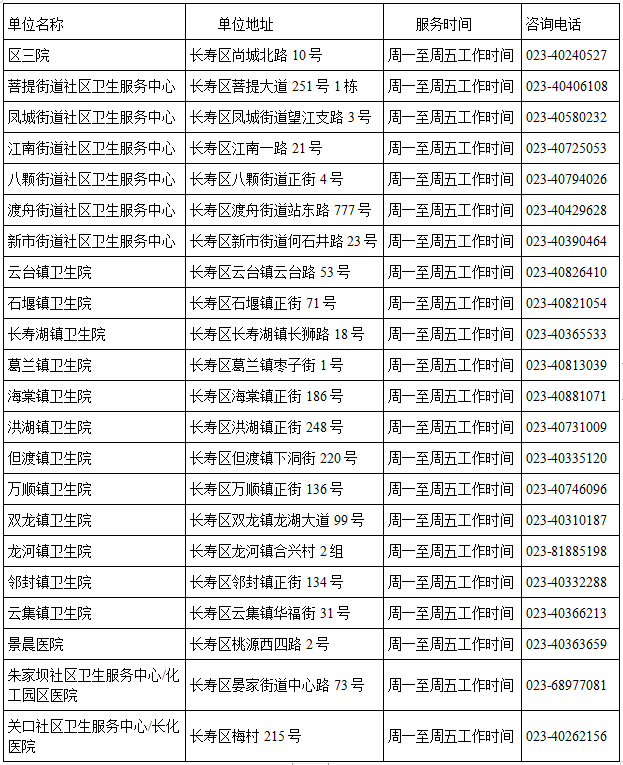 单位名称 单位地址 服务时间 咨询电话
区三院 长寿区尚城北路 10 号 周一至周五工作时间 023-40240527
菩提街道社区卫生服务中心 长寿区菩提大道 251 号 1 栋 周一至周五工作时间 023-40406108
凤城街道社区卫生服务中心 长寿区凤城街道望江支路 3 号 周一至周五工作时间 023-40580232
江南街道社区卫生服务中心 长寿区江南一路 21 号 周一至周五工作时间 023-40725053
八颗街道社区卫生服务中心 长寿区八颗街道正街 4 号 周一至周五工作时间 023-40794026
渡舟街道社区卫生服务中心 长寿区渡舟街道站东路 777 号 周一至周五工作时间 023-40429628
新市街道社区卫生服务中心 长寿区新市街道何石井路 23 号 周一至周五工作时间 023-40390464
云台镇卫生院 长寿区云台镇云台路 53 号 周一至周五工作时间 023-40826410
石堰镇卫生院 长寿区石堰镇正街 71 号 周一至周五工作时间 023-40821054
长寿湖镇卫生院 长寿区长寿湖镇长狮路 18 号 周一至周五工作时间 023-40365533
葛兰镇卫生院 长寿区葛兰镇枣子街 1 号 周一至周五工作时间 023-40813039
海棠镇卫生院 长寿区海棠镇正街 186 号 周一至周五工作时间 023-40881071
洪湖镇卫生院 长寿区洪湖镇正街 248 号 周一至周五工作时间 023-40731009
但渡镇卫生院 长寿区但渡镇下洞街 220 号 周一至周五工作时间 023-40335120
万顺镇卫生院 长寿区万顺镇正街 136 号 周一至周五工作时间 023-40746096
双龙镇卫生院 长寿区双龙镇龙湖大道 99 号 周一至周五工作时间 023-40310187
龙河镇卫生院 长寿区龙河镇合兴村 2 组 周一至周五工作时间 023-81885198
邻封镇卫生院 长寿区邻封镇正街 134 号 周一至周五工作时间 023-40332288
云集镇卫生院 长寿区云集镇华福街 31 号 周一至周五工作时间 023-40366213
景晨医院 长寿区桃源西四路 2 号 周一至周五工作时间 023-40363659
朱家坝社区卫生服务中心/化
工园区医院 长寿区晏家街道中心路 73 号 周一至周五工作时间 023-68977081
关口社区卫生服务中心/长化
医院 长寿区梅村 215 号 周一至周五工作时间 023-40262156